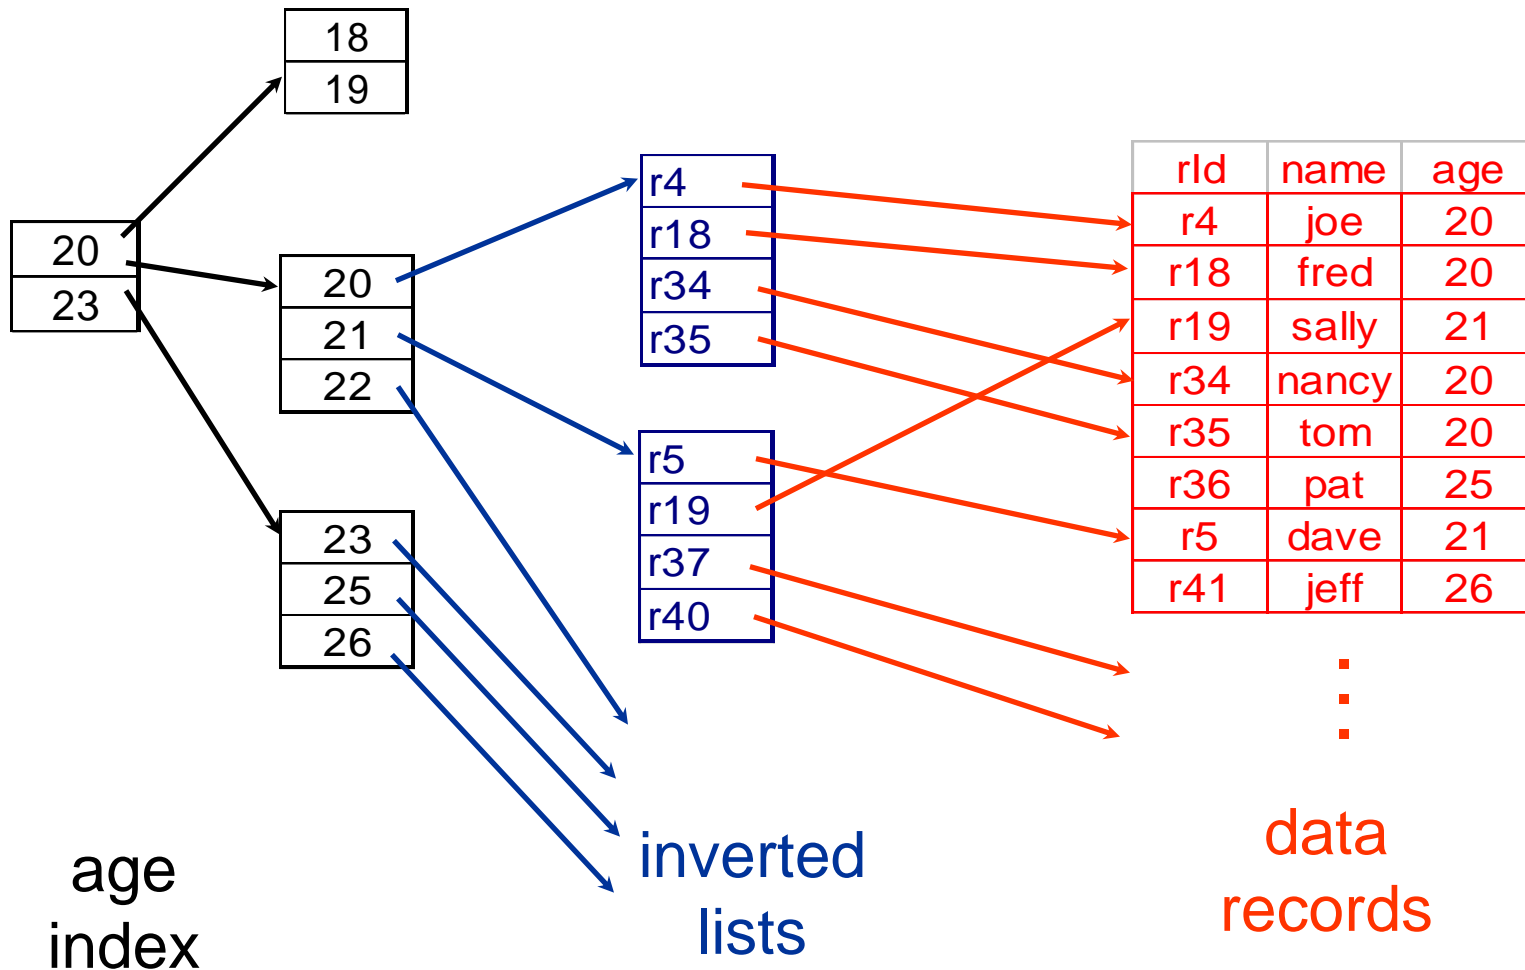 18
19
20
23
20
21
22
23
25
26
r4
r18
r34
r35
r5
r19
r37
r40
rId name age
r4 joe 20
r18 fred 20
r19 sally 21
r34 nancy 20
r35 tom 20
r36 pat 25
r5 dave 21
r41 jeff 26
age
index
inverted
lists
data
records